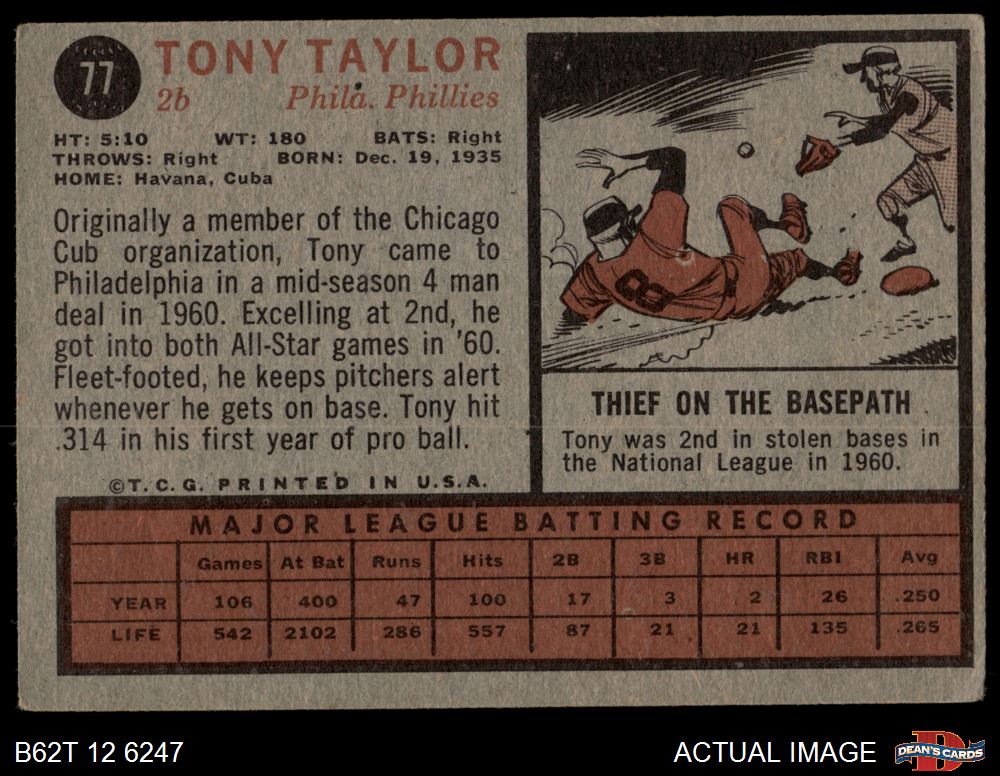 77
TONY TAYLOR
2b Phila. Phillies
HT: 5:10 WT: 180 BATS: Right
THROWS: Right BORN: Dec. 19, 1935
HOME: Havana, Cuba
Originally a member of the Chicago
Cub organization, Tony came to
Philadelphia in a mid-season 4 man
deal in 1960. Excelling at 2nd, he
got into both All-Star games in '60.
Fleet-footed, he keeps pitchers alert
whenever he gets on base. Tony hit
.314 in his first year of pro ball.
©T.C.G. PRINTED IN U.S.A.
8
THIEF ON THE BASEPATH
Tony was 2nd in stolen bases in
the National League in 1960.
MAJOR LEAGUE BATTING RECORD
Games At Bat Runs Hits 2B 3B HR RBI Avg
YEAR 106 400 47 100 17 3 2 26 .250
LIFE 542 2102 286 557 87 21 21 135 .265
B62T 12 6247
ACTUAL IMAGE
D
DEAN'S CARDS